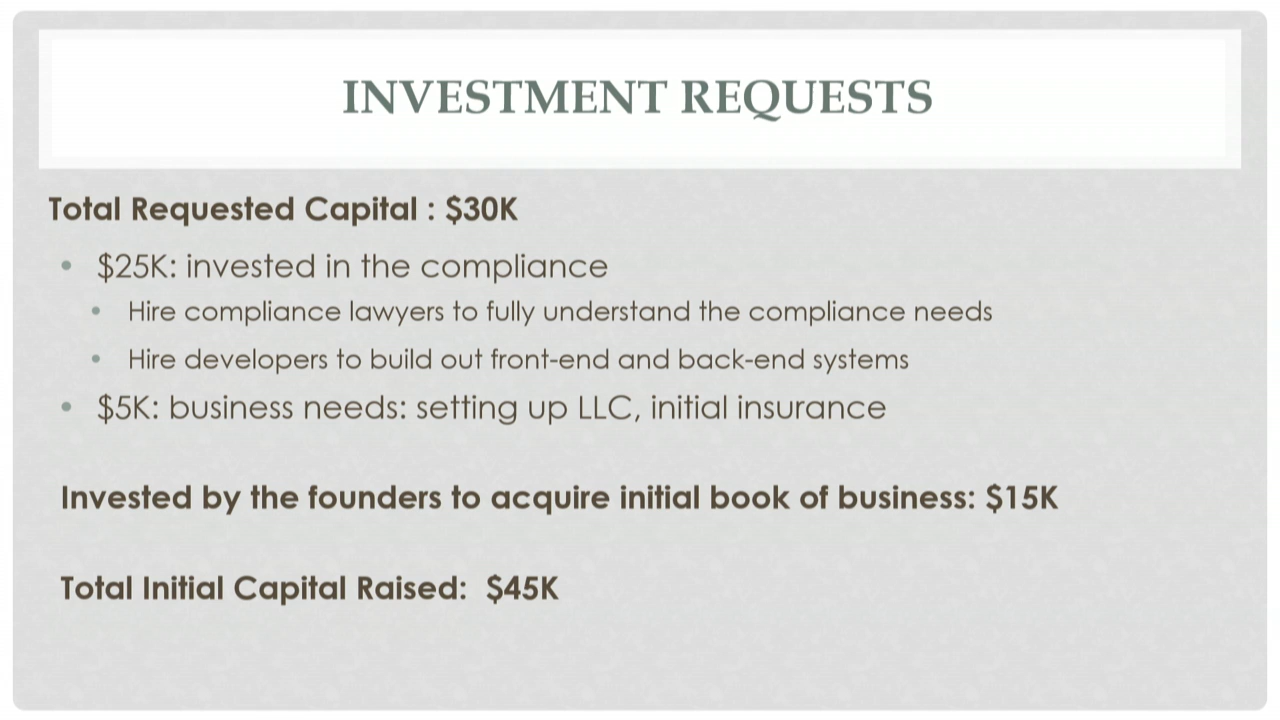 INVESTMENT REQUESTS
Total Requested Capital : $30K
• $25K: invested in the compliance
• Hire compliance lawyers to fully understand the compliance needs
• Hire developers to build out front-end and back-end systems
• $5K: business needs: setting up LLC, initial insurance
Invested by the founders to acquire initial book of business: $15K
Total Initial Capital Raised: $45K